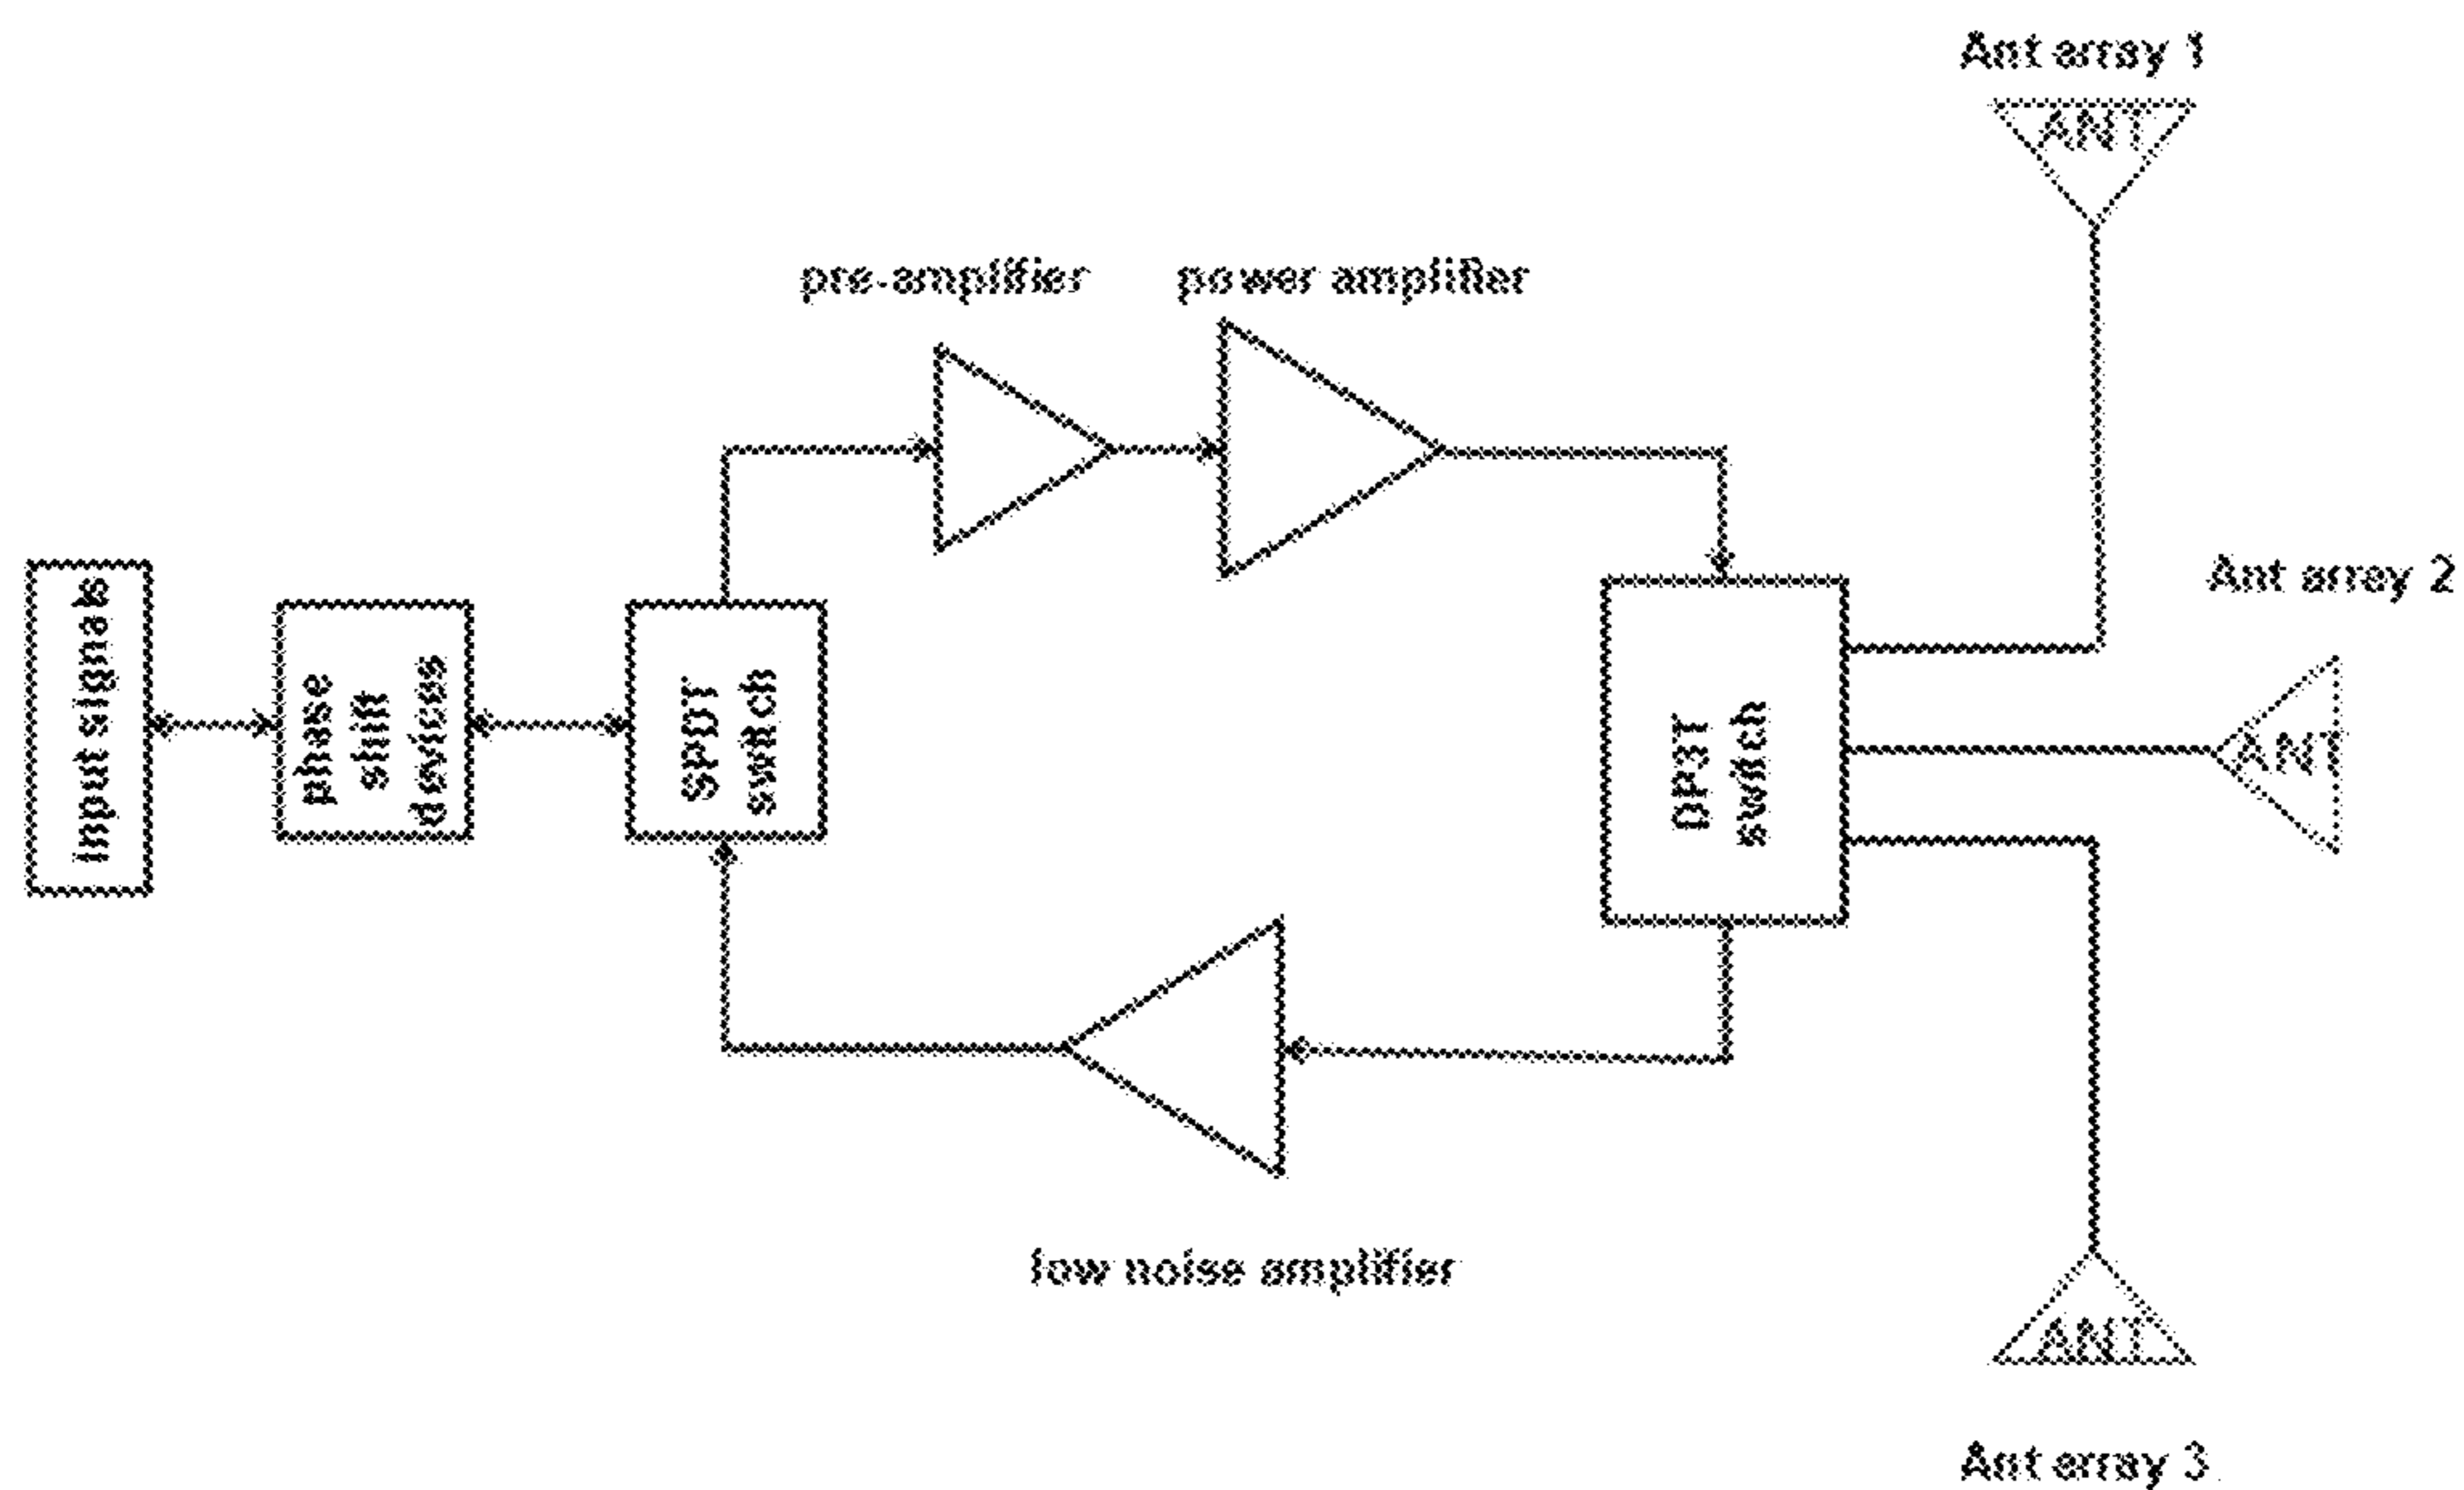 Ant array 1
ANT
pre-amplifier
power amplifier
Ant array 2
Input signals
phase
shift
devices
SPDT
switch
switch
ANT
low noise amplifier
ANT
Ant array 3